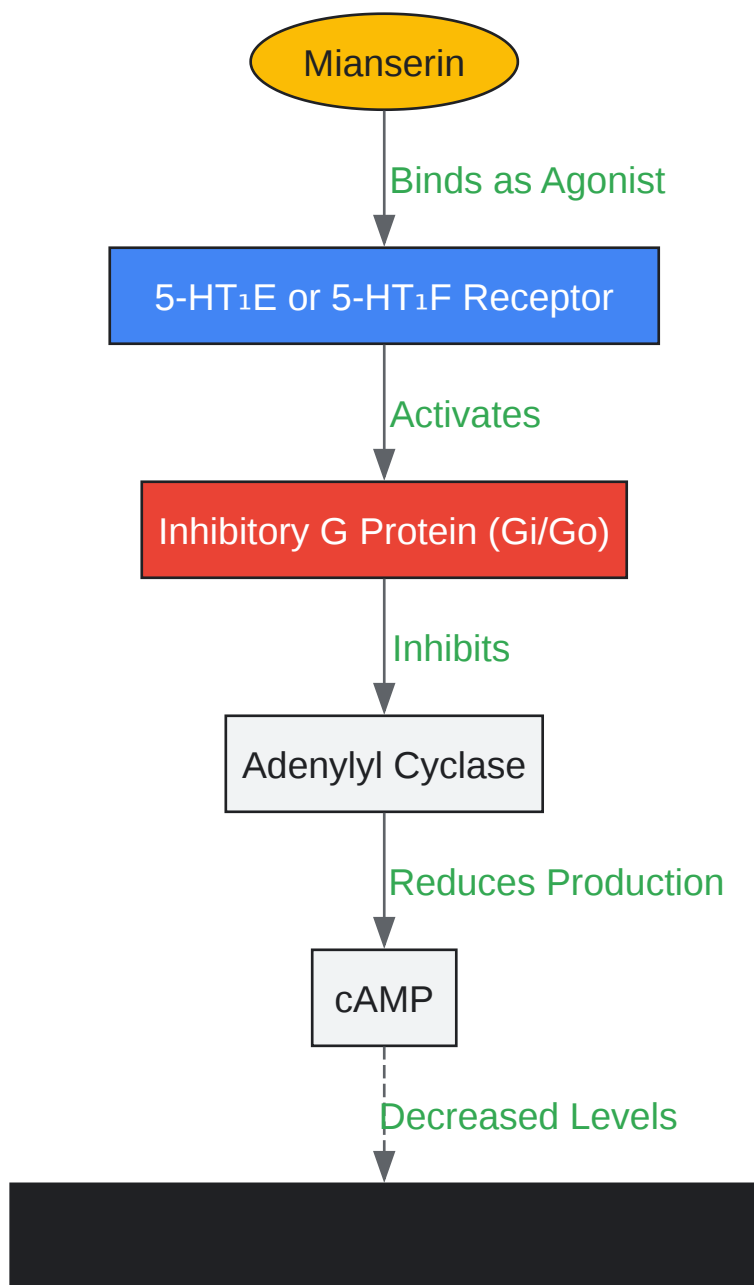 Mianserin
Binds as Agonist
5-HT₁E or 5-HT₁F Receptor
Activates
Inhibitory G Protein (Gi/Go)
Inhibits
Adenylyl Cyclase
Reduces Production
cAMP
Decreased Levels